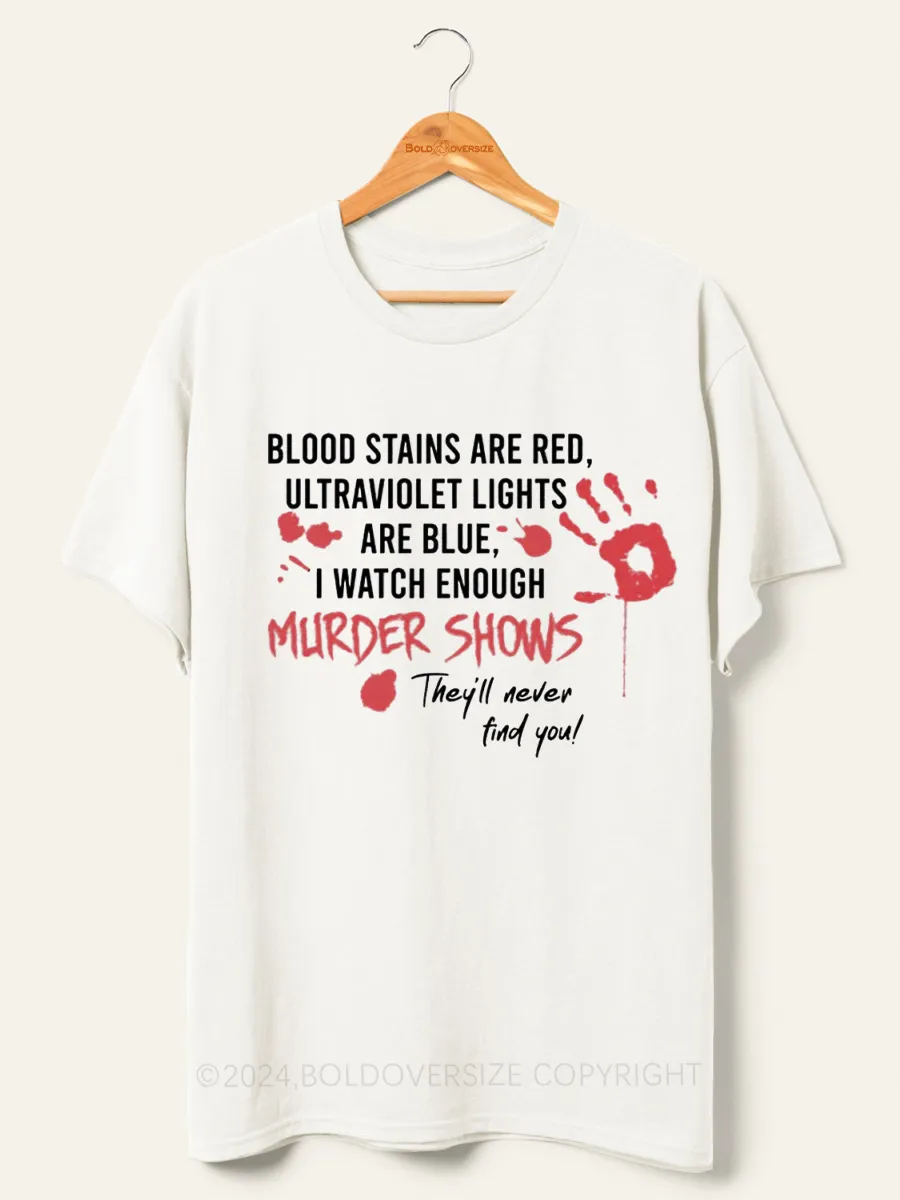 BOLD OVERSIZE
BLOOD STAINS ARE RED,
ULTRAVIOLET LIGHTS
ARE BLUE,
I WATCH ENOUGH
MURDER SHOWS
They'll never
find you!
©2024,BOLDOVERSIZE COPYRIGHT